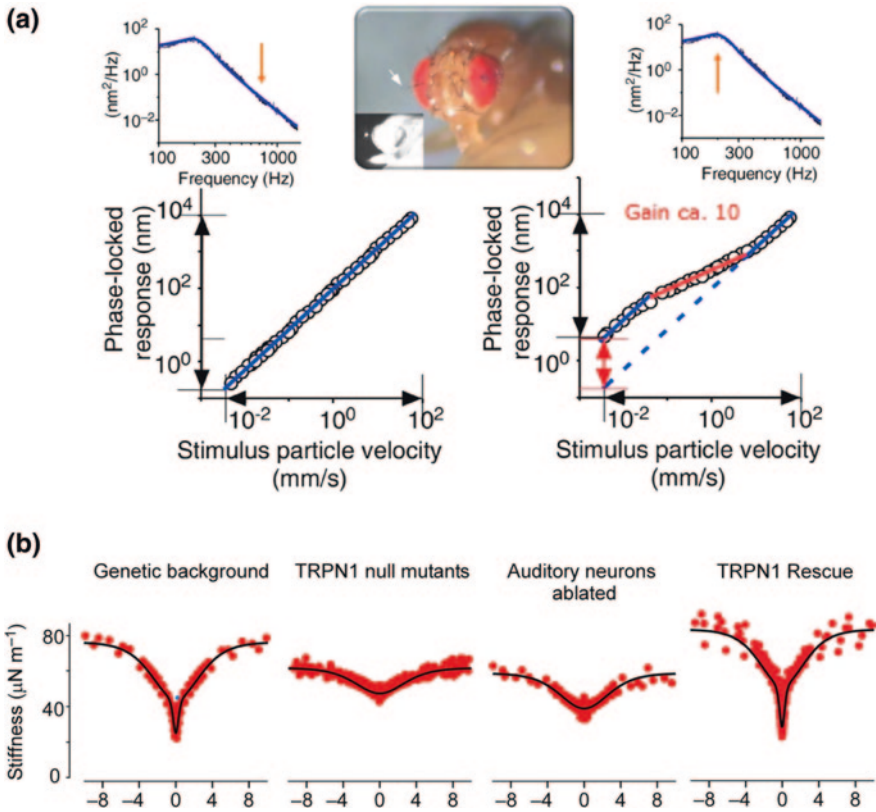 (a)
10²
10⁰
10⁻²
(nm²/Hz)
100 300 1000
Frequency (Hz)
10²
10⁰
10⁻²
(nm²/Hz)
100 300 1000
Frequency (Hz)
10⁴
10²
10⁰
Phase-locked
response (nm)
10⁻² 10⁰ 10²
Stimulus particle velocity
(mm/s)
Gain ca. 10
10⁴
10²
10⁰
Phase-locked
response (nm)
10⁻² 10⁰ 10²
Stimulus particle velocity
(mm/s)
(b)
Genetic background
TRPN1 null mutants
Auditory neurons
ablated
TRPN1 Rescue
Stiffness (μN m⁻¹)
80
40
0
−8 −4 0 4 8
−8 −4 0 4 8
−8 −4 0 4 8
−8 −4 0 4 8